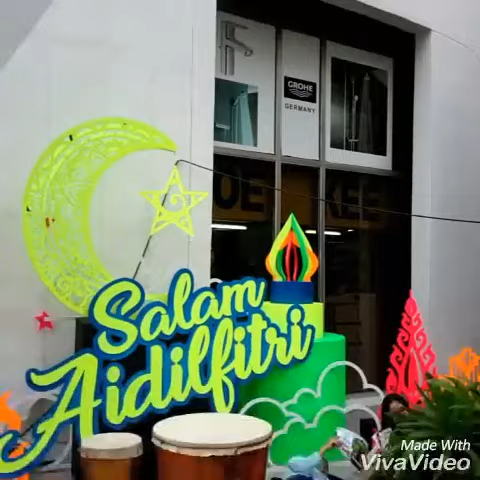 GROHE
GERMANY
Salam
Aidilfitri
Made With
VivaVideo